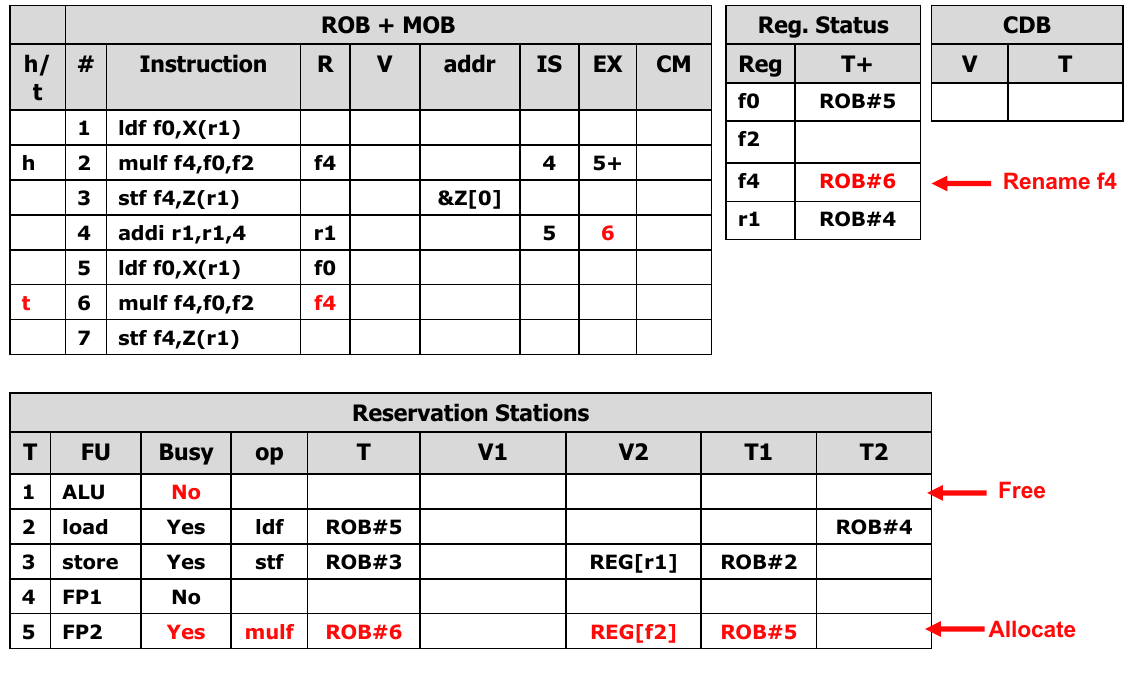 ROB + MOB
h/t # Instruction R V addr IS EX CM
1 ldf f0,X(r1)
h 2 mulf f4,f0,f2 f4 4 5+
3 stf f4,Z(r1) &Z[0]
4 addi r1,r1,4 r1 5 6
5 ldf f0,X(r1) f0
t 6 mulf f4,f0,f2 f4
7 stf f4,Z(r1)
Reg. Status
Reg T+
f0 ROB#5
f2
f4 ROB#6
r1 ROB#4
CDB
V T
Rename f4
Reservation Stations
T FU Busy op T V1 V2 T1 T2
1 ALU No
2 load Yes ldf ROB#5 ROB#4
3 store Yes stf ROB#3 REG[r1] ROB#2
4 FP1 No
5 FP2 Yes mulf ROB#6 REG[f2] ROB#5
Free
Allocate